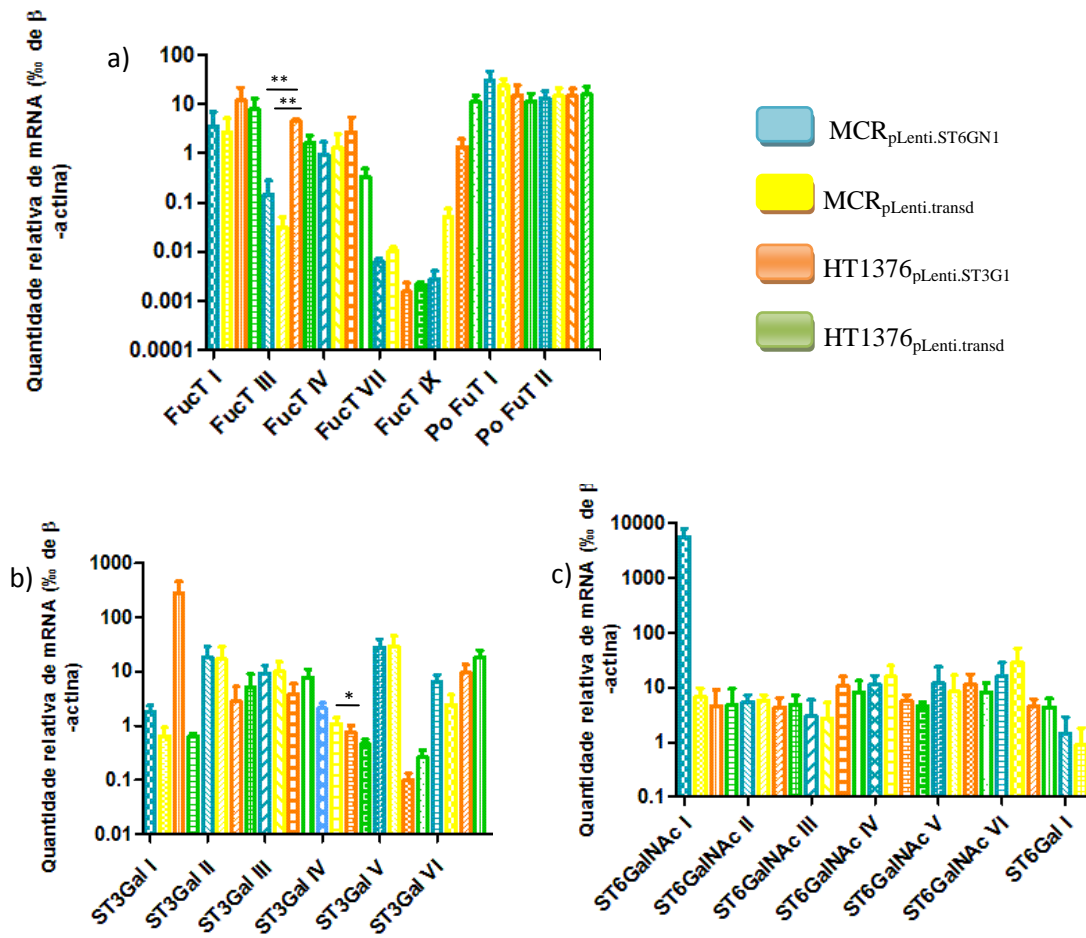 a)
Quantidade relativa de mRNA (‰ de β
-actIna)
100
10
1
0.1
0.01
0.001
0.0001
**
**
FucT I
FucT III
FucT IV
FucT VII
FucT IX
Po FuT I
Po FuT II
MCRpLenti.ST6GN1
MCRpLenti.transd
HT1376pLenti.ST3G1
HT1376pLenti.transd
b)
Quantidade relativa de mRNA (‰ de β
-actIna)
1000
100
10
1
0.1
0.01
*
ST3Gal I
ST3Gal II
ST3Gal III
ST3Gal IV
ST3Gal V
ST3Gal VI
c)
Quantidade relativa de mRNA (‰ de β
-actIna)
10000
1000
100
10
1
0.1
ST6GalNAc I
ST6GalNAc II
ST6GalNAc III
ST6GalNAc IV
ST6GalNAc V
ST6GalNAc VI
ST6Gal I